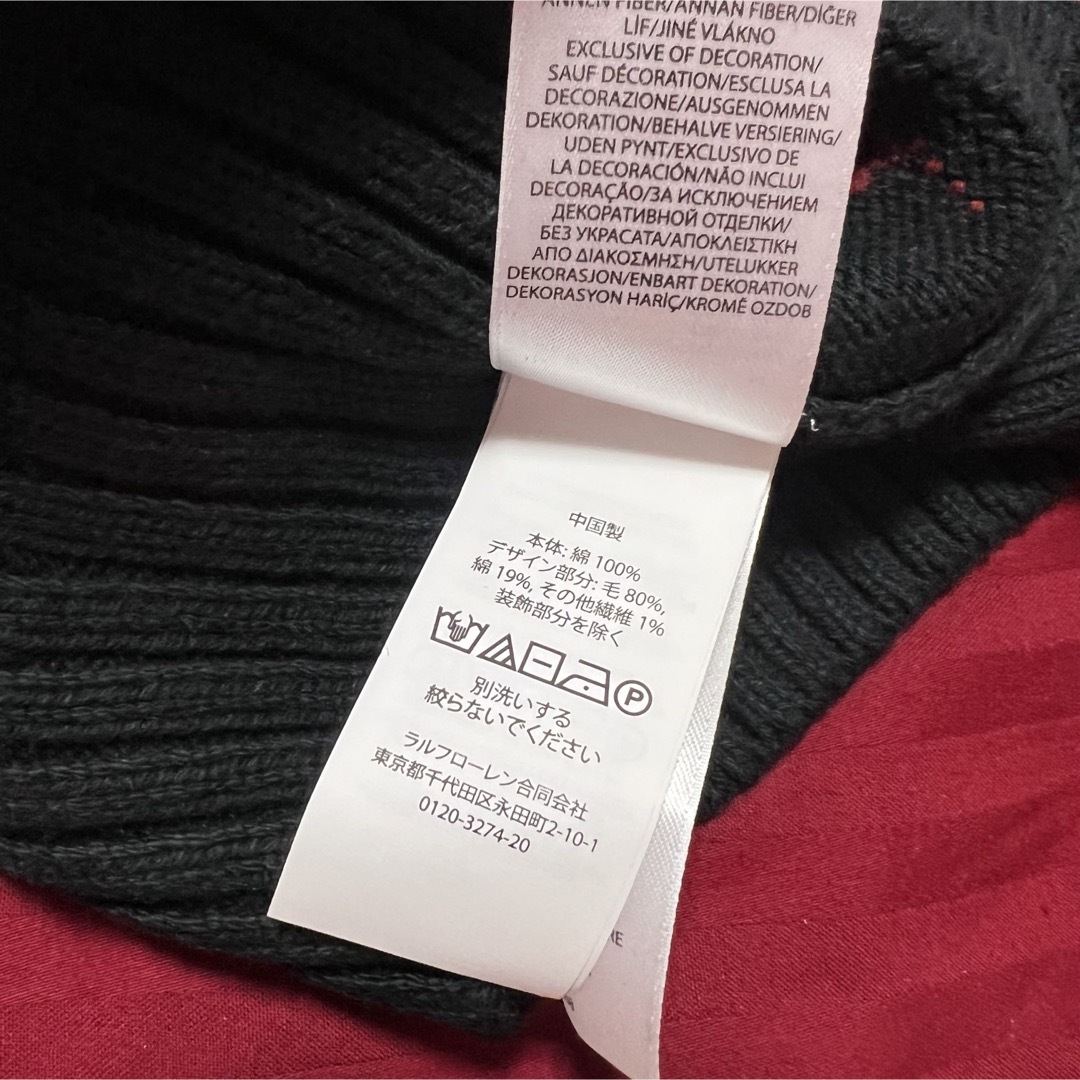 ANNEN FIBER/ANNAN FIBER/DİĞER
LİF/JINÉ VLÁKNO
EXCLUSIVE OF DECORATION/
SAUF DÉCORATION/ESCLUSA LA
DECORAZIONE/AUSGENOMMEN
DEKORATION/BEHALVE VERSIERING/
UDEN PYNT/EXCLUSIVO DE
LA DECORACIÓN/NÃO INCLUI
DECORAÇÃO/ЗА ИСКЛЮЧЕНИЕМ
ДЕКОРАТИВНОЙ ОТДЕЛКИ/
БЕЗ УКРАСАТА/ΑΠΟΚΛΕΙΣΤΙΚΗ
ΑΠΟ ΔΙΑΚΟΣΜΗΣΗ/UTELUKKER
DEKORASJON/ENBART DEKORATION/
DEKORASYON HARİÇ/KROMĚ OZDOB
中国製
本体: 綿 100%
デザイン部分: 毛 80%,
綿 19%, その他繊維 1%
装飾部分を除く
P
別洗いする
絞らないでください
ラルフローレン合同会社
東京都千代田区永田町2-10-1
0120-3274-20